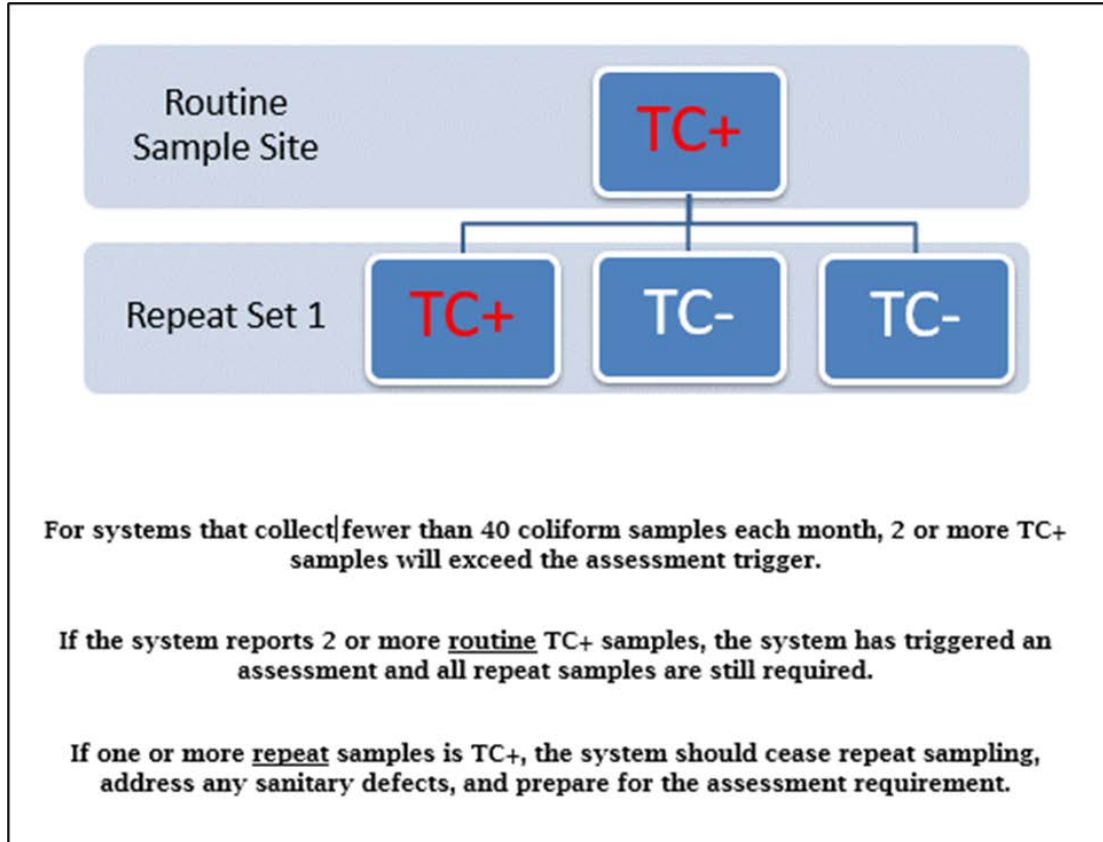 Routine
Sample Site
TC+
Repeat Set 1
TC+
TC-
TC-
For systems that collect fewer than 40 coliform samples each month, 2 or more TC+
samples will exceed the assessment trigger.
If the system reports 2 or more routine TC+ samples, the system has triggered an
assessment and all repeat samples are still required.
If one or more repeat samples is TC+, the system should cease repeat sampling,
address any sanitary defects, and prepare for the assessment requirement.